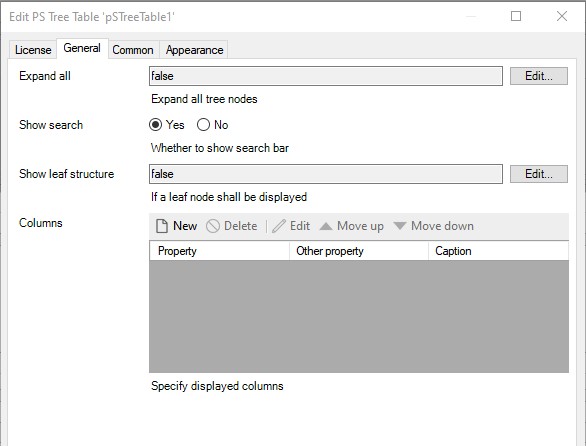 Edit PS Tree Table 'pSTreeTable1'
License General Common Appearance
Expand all false Edit...
Expand all tree nodes
Show search Yes No
Whether to show search bar
Show leaf structure false Edit...
If a leaf node shall be displayed
Columns New Delete Edit Move up Move down
Property Other property Caption
Specify displayed columns